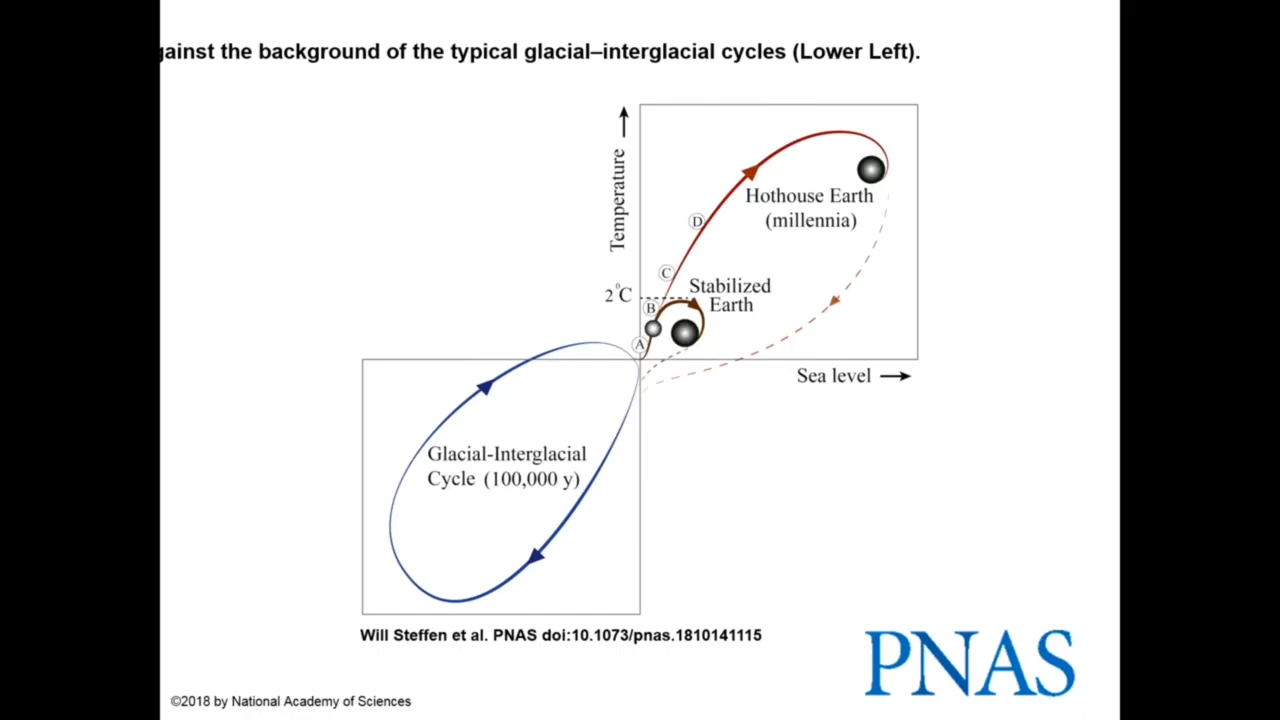 gainst the background of the typical glacial–interglacial cycles (Lower Left).
Temperature
Hothouse Earth
(millennia)
D
C
2°C
Stabilized
Earth
B
A
Sea level
Glacial-Interglacial
Cycle (100,000 y)
Will Steffen et al. PNAS doi:10.1073/pnas.1810141115
PNAS
©2018 by National Academy of Sciences